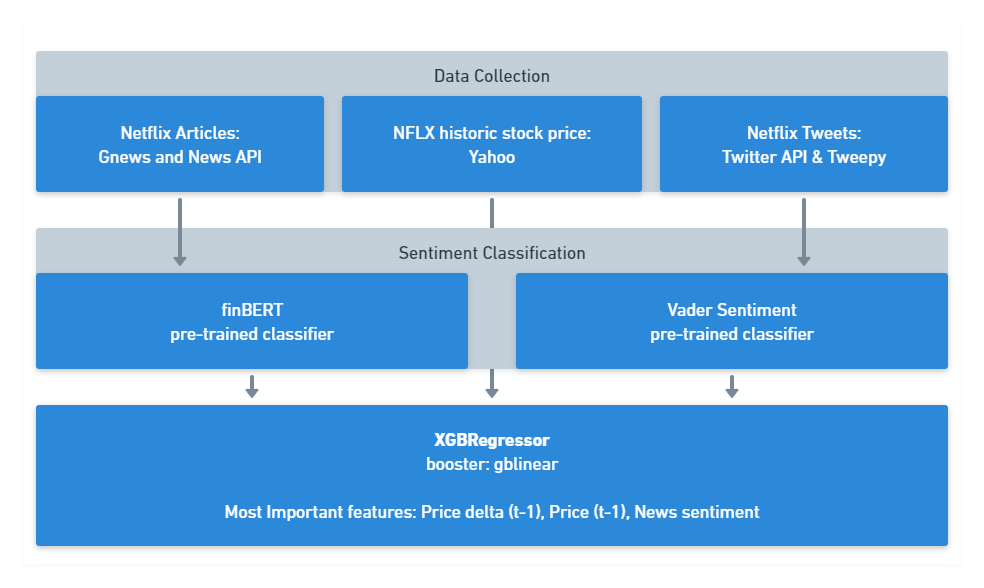 Data Collection
Netflix Articles:
Gnews and News API
NFLX historic stock price:
Yahoo
Netflix Tweets:
Twitter API & Tweepy
Sentiment Classification
finBERT
pre-trained classifier
Vader Sentiment
pre-trained classifier
XGBRegressor
booster: gblinear
Most Important features: Price delta (t-1), Price (t-1), News sentiment